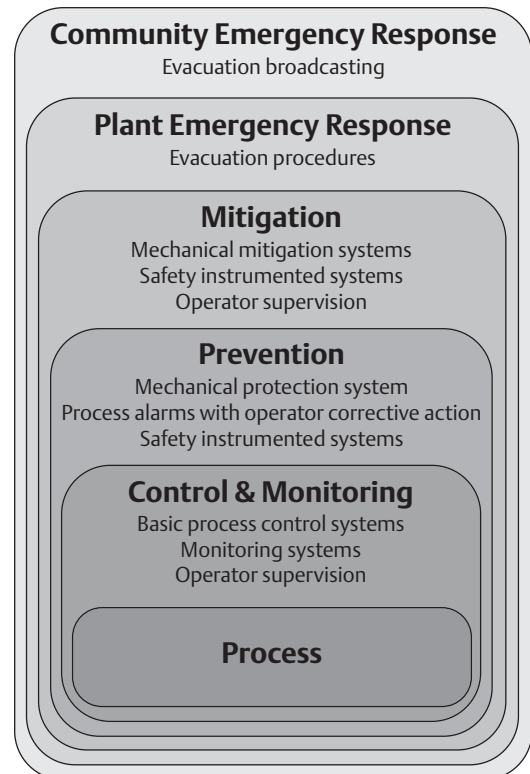 Community Emergency Response
Evacuation broadcasting
Plant Emergency Response
Evacuation procedures
Mitigation
Mechanical mitigation systems
Safety instrumented systems
Operator supervision
Prevention
Mechanical protection system
Process alarms with operator corrective action
Safety instrumented systems
Control & Monitoring
Basic process control systems
Monitoring systems
Operator supervision
Process